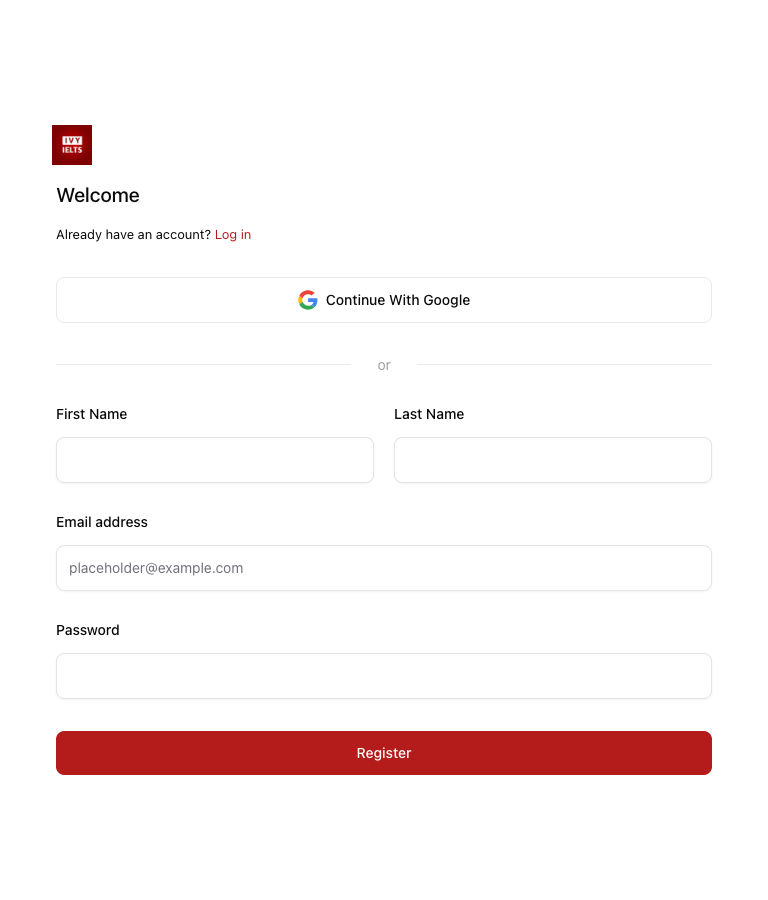 IVY
IELTS
Welcome
Already have an account? Log in
Continue With Google
or
First Name
Last Name
Email address
placeholder@example.com
Password
Register